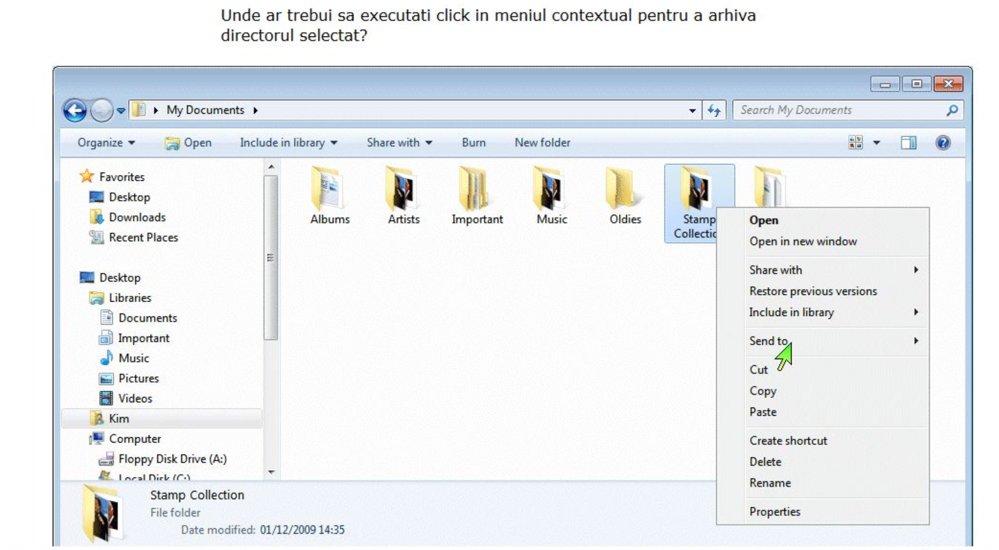 Unde ar trebui sa executati click in meniul contextual pentru a arhiva
directorul selectat?
My Documents
Search My Documents
Organize
Open
Include in library
Share with
Burn
New folder
Favorites
Desktop
Downloads
Recent Places
Desktop
Libraries
Documents
Important
Music
Pictures
Videos
Kim
Computer
Floppy Disk Drive (A:)
Local Disk (C:)
Albums
Artists
Important
Music
Oldies
Stamp
Collectio
Open
Open in new window
Share with
Restore previous versions
Include in library
Send to
Cut
Copy
Paste
Create shortcut
Delete
Rename
Properties
Stamp Collection
File folder
Date modified: 01/12/2009 14:35